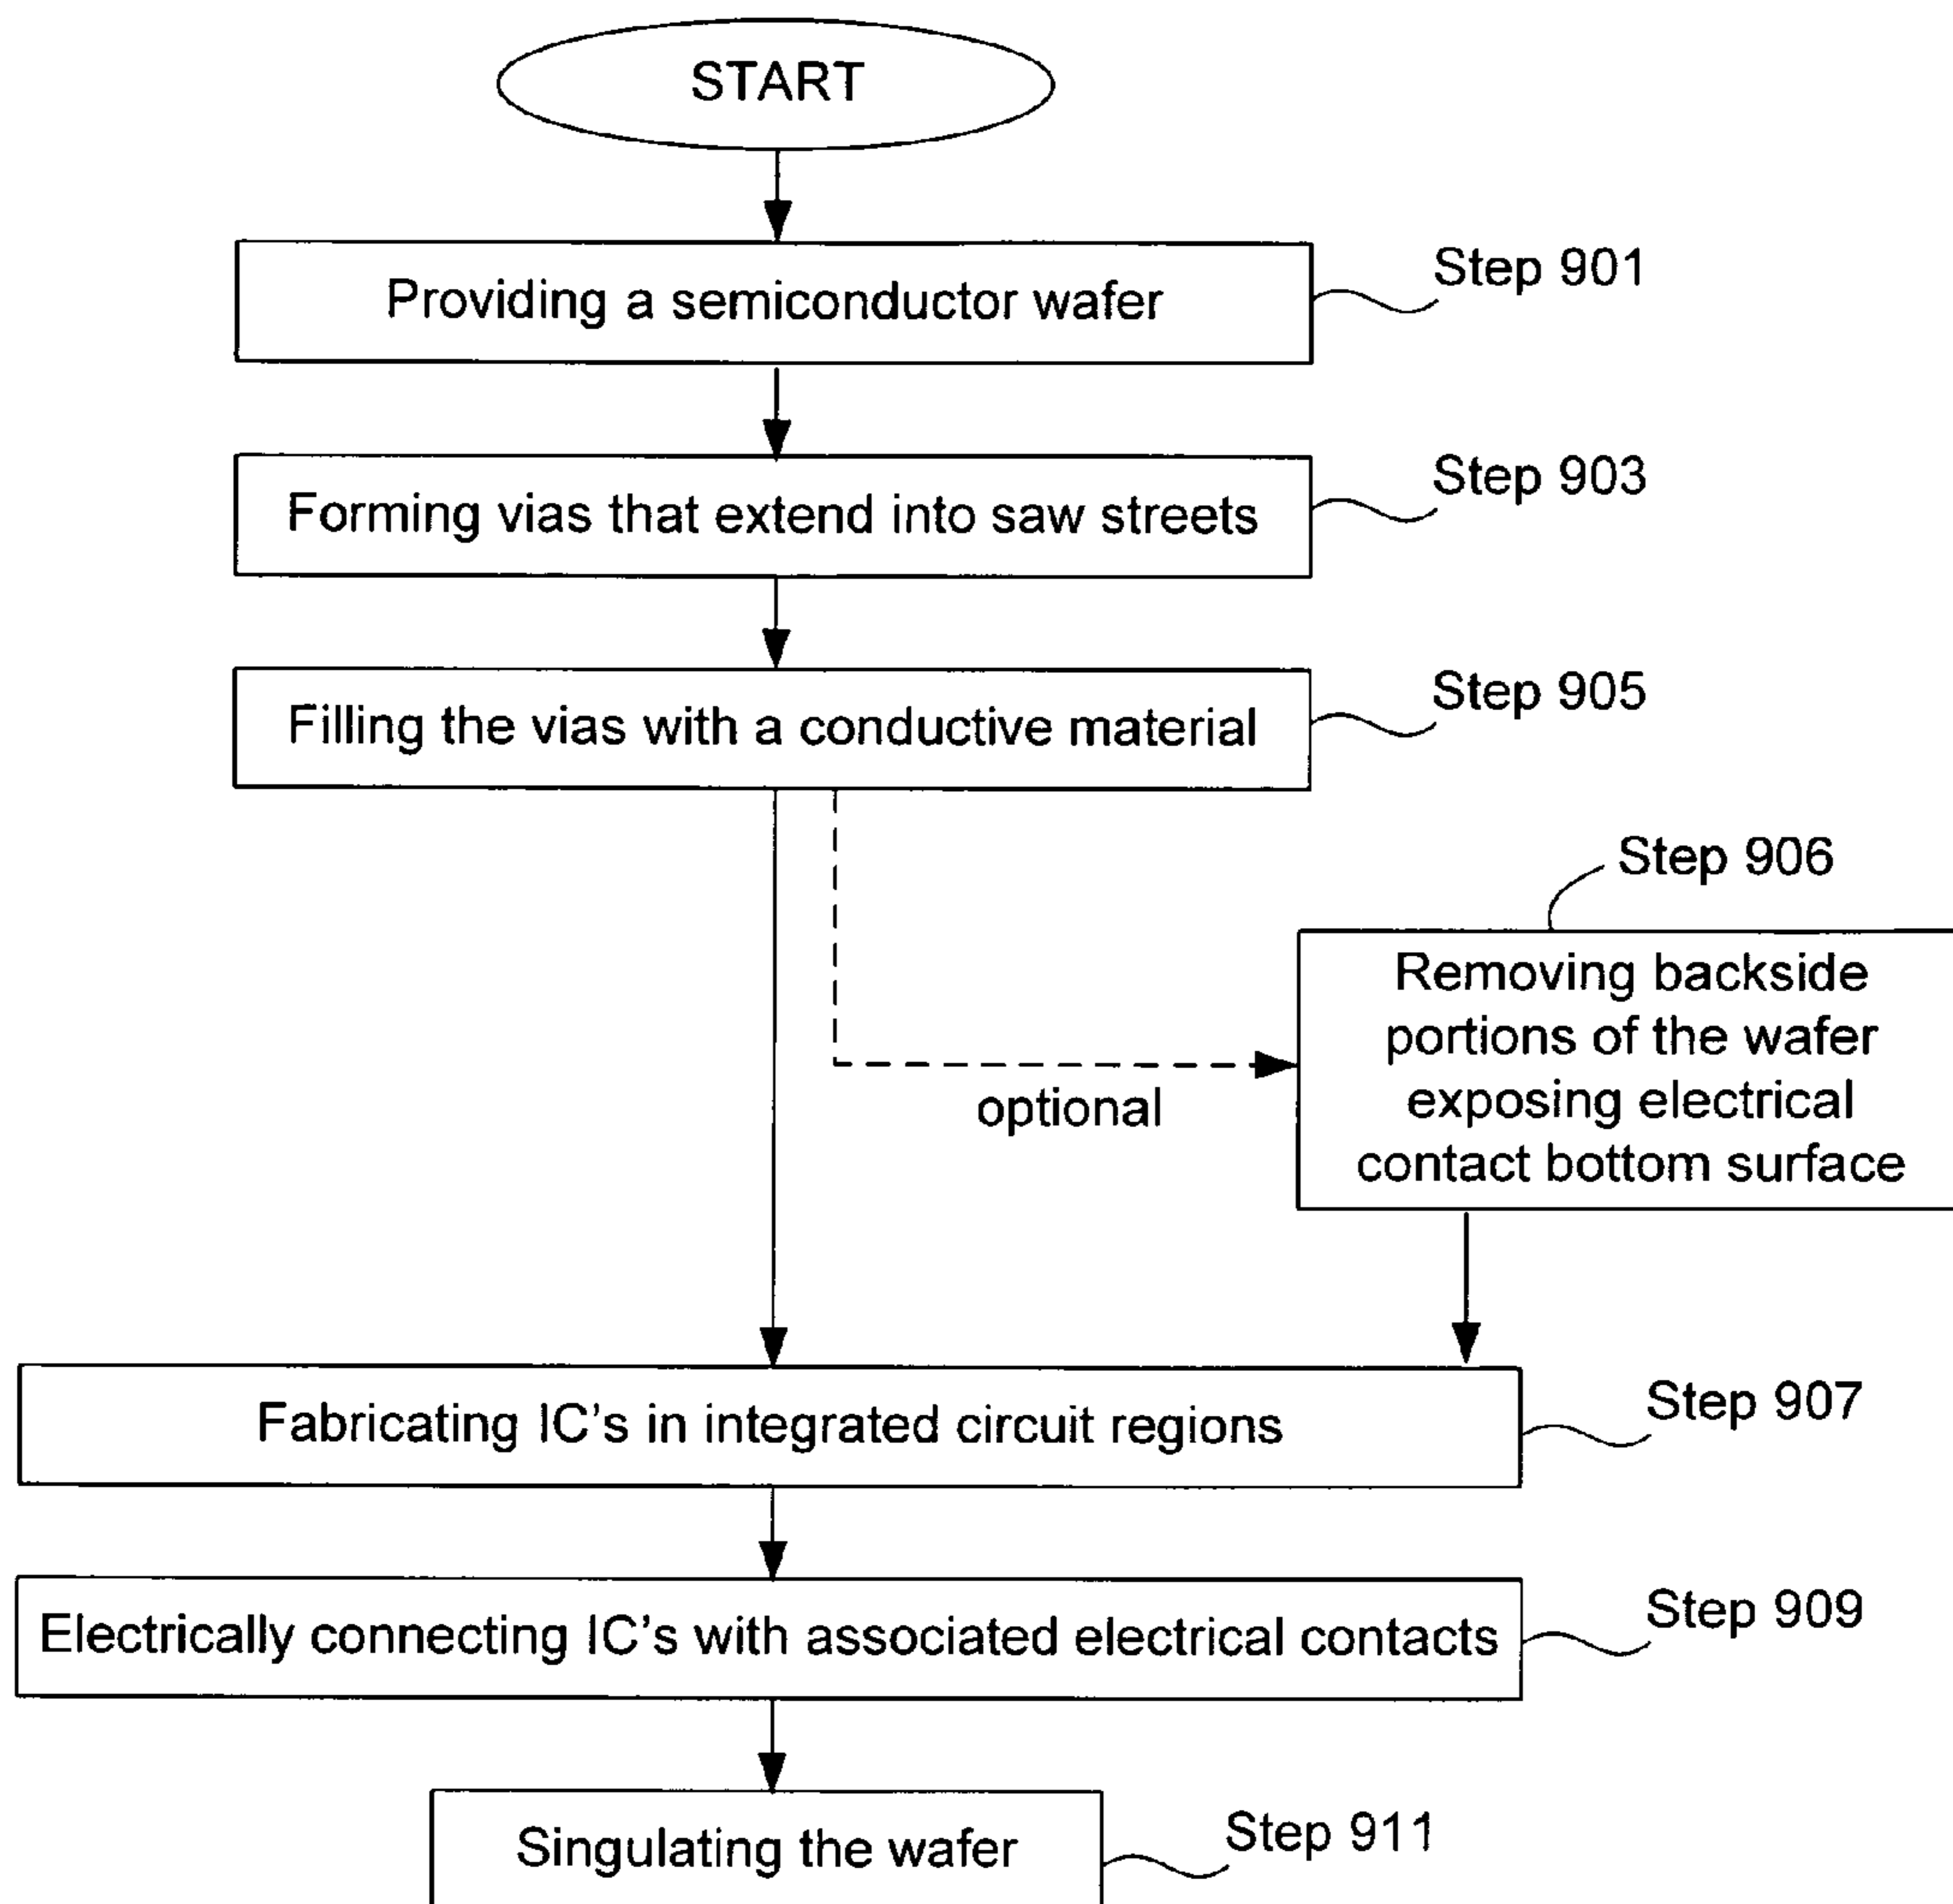 START
Providing a semiconductor wafer
Step 901
Forming vias that extend into saw streets
Step 903
Filling the vias with a conductive material
Step 905
Step 906
Removing backside
portions of the wafer
exposing electrical
contact bottom surface
optional
Fabricating IC's in integrated circuit regions
Step 907
Electrically connecting IC's with associated electrical contacts
Step 909
Singulating the wafer
Step 911